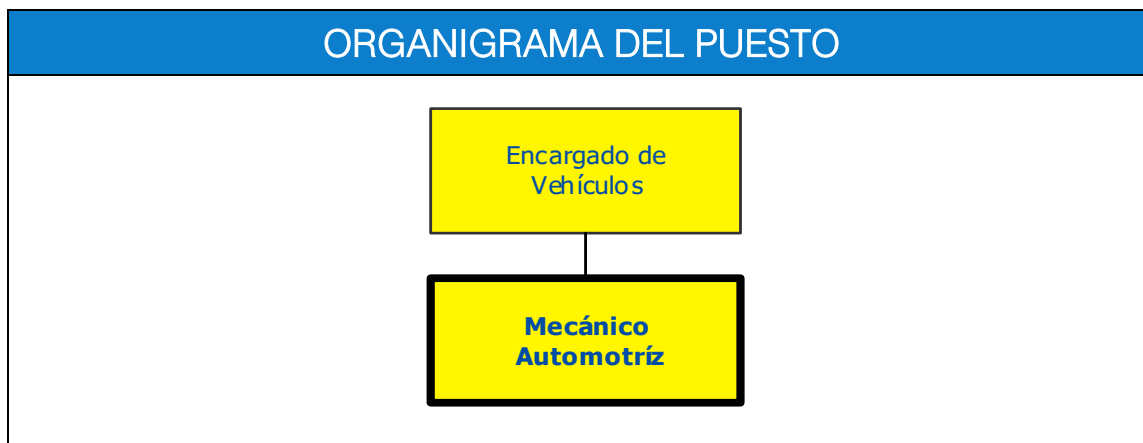 ORGANIGRAMA DEL PUESTO
Encargado de
Vehículos
Mecánico
Automotríz